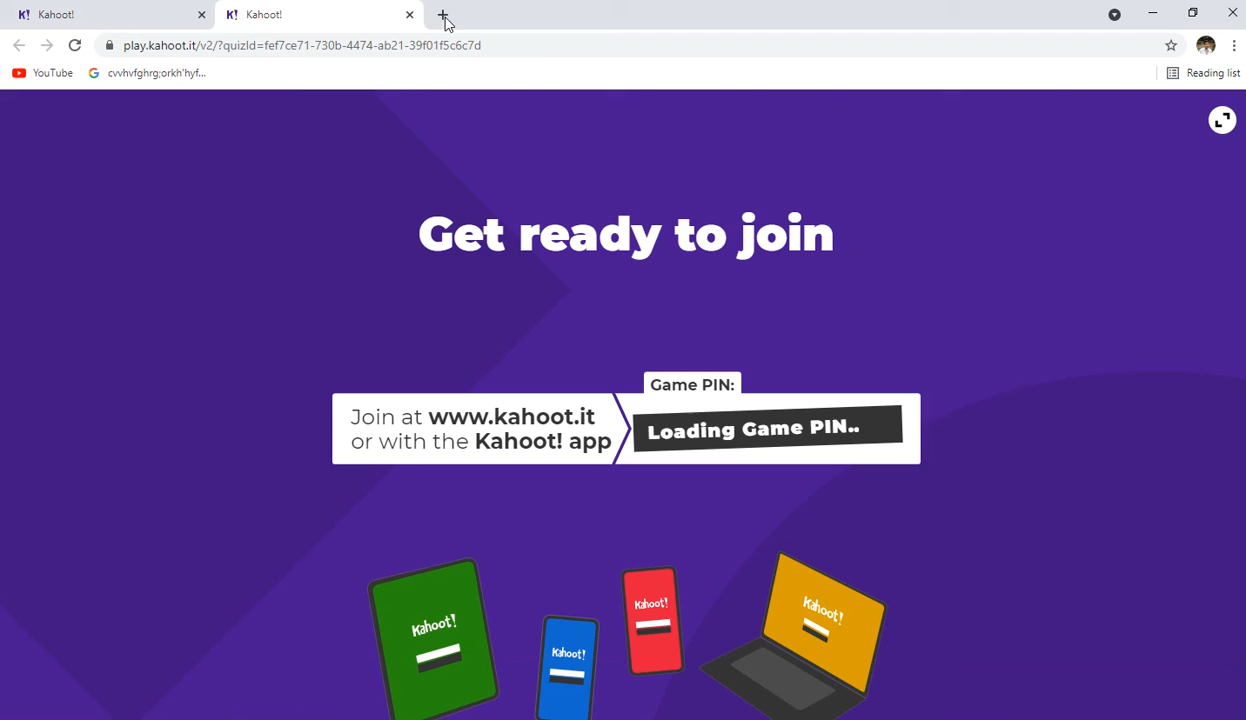 Kahoot!
Kahoot!
play.kahoot.it/v2/?quizId=fef7ce71-730b-4474-ab21-39f01f5c6c7d
YouTube
cvvhvfghrg;orkh'hyf...
Reading list
Get ready to join
Game PIN:
Join at www.kahoot.it
or with the Kahoot! app
Loading Game PIN..
Kahoot!
Kahoot!
Kahoot!
Kahoot!